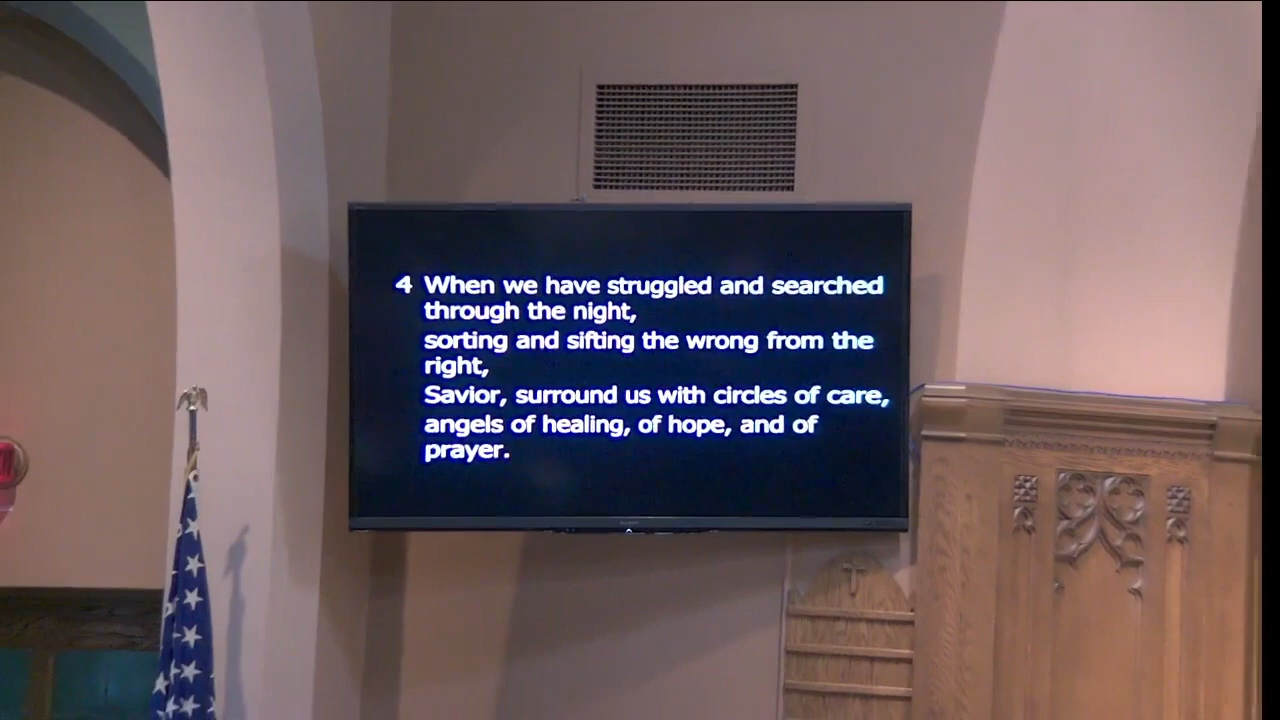 4 When we have struggled and searched
through the night,
sorting and sifting the wrong from the
right,
Savior, surround us with circles of care,
angels of healing, of hope, and of
prayer.